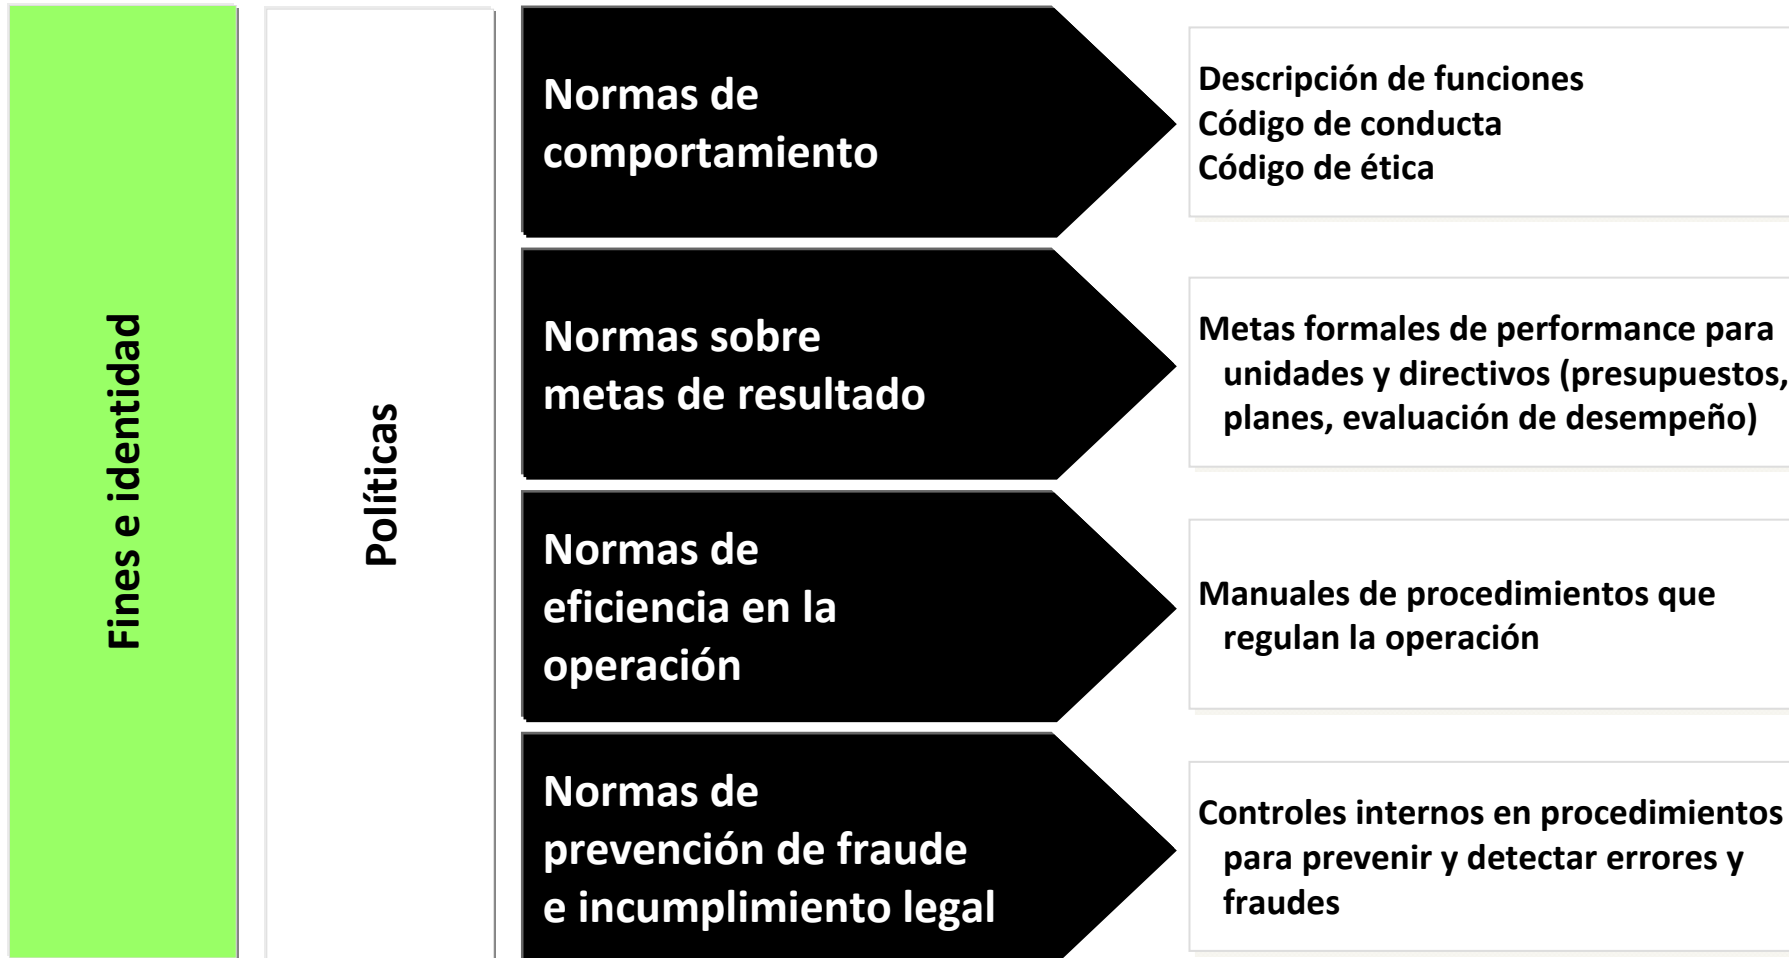 Fines e identidad
Políticas
Normas de
comportamiento
Descripción de funciones
Código de conducta
Código de ética
Normas sobre
metas de resultado
Metas formales de performance para
unidades y directivos (presupuestos,
planes, evaluación de desempeño)
Normas de
eficiencia en la
operación
Manuales de procedimientos que
regulan la operación
Normas de
prevención de fraude
e incumplimiento legal
Controles internos en procedimientos
para prevenir y detectar errores y
fraudes